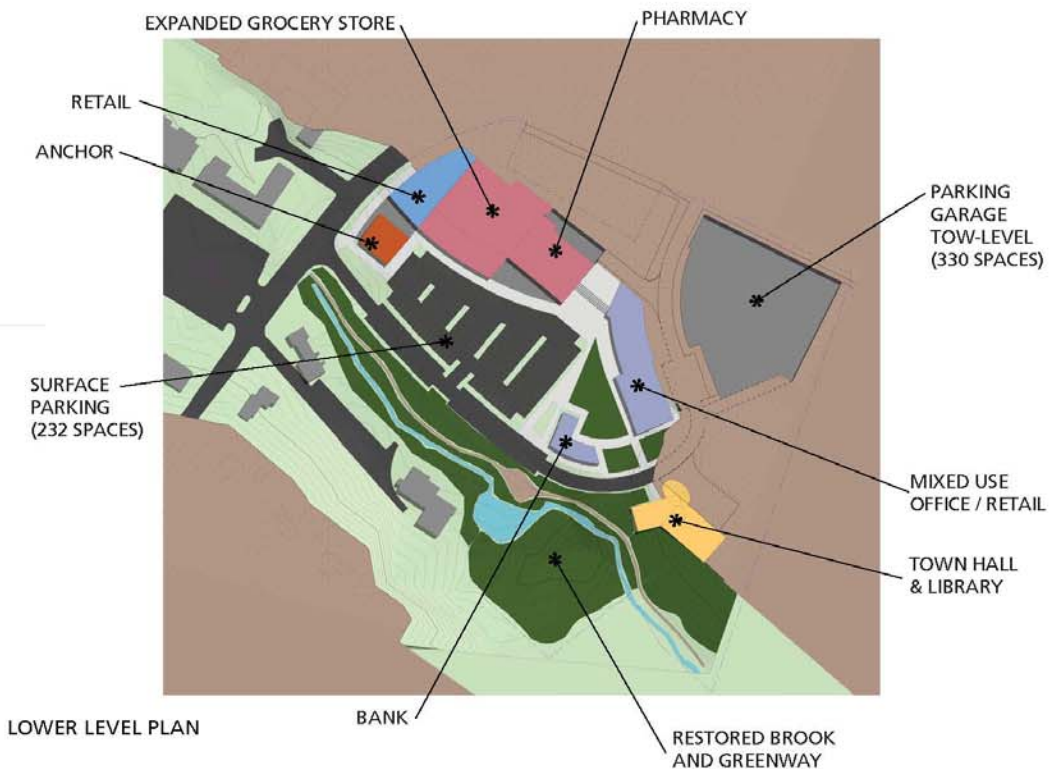 EXPANDED GROCERY STORE
PHARMACY
RETAIL
ANCHOR
PARKING
GARAGE
TOW-LEVEL
(330 SPACES)
SURFACE
PARKING
(232 SPACES)
MIXED USE
OFFICE / RETAIL
TOWN HALL
& LIBRARY
BANK
RESTORED BROOK
AND GREENWAY
LOWER LEVEL PLAN